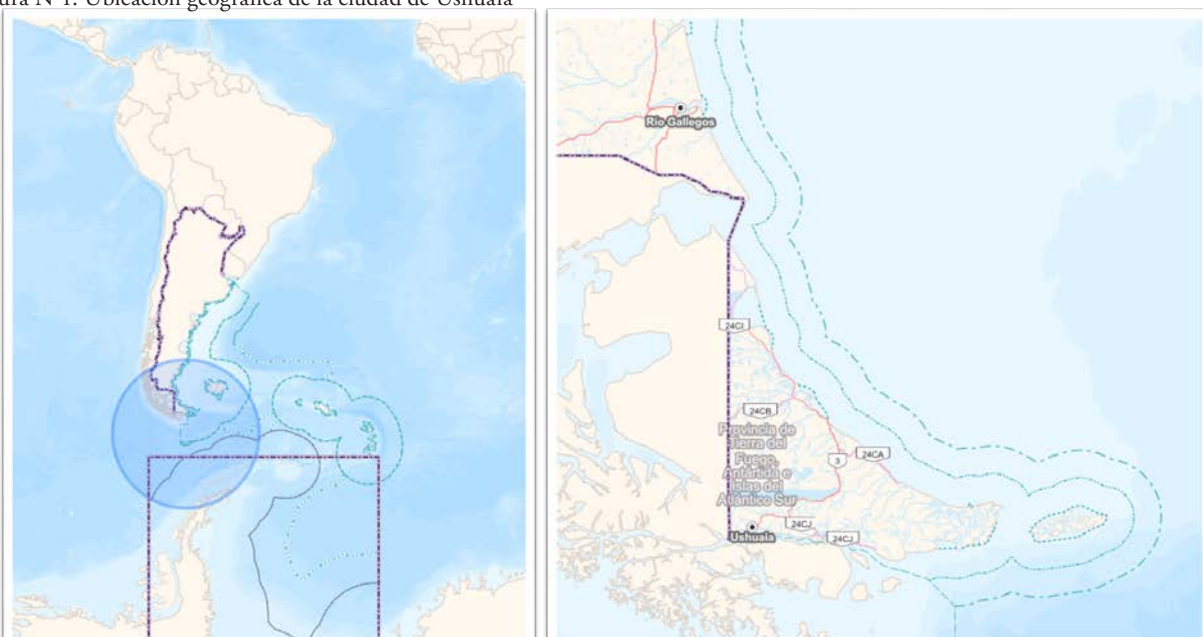 ura N°1: Ubicación geográfica de la ciudad de Ushuaia
Río Gallegos
24CI
24CB
Provincia de
Tierra del
Fuego,
Antártida e
Islas del
Atlántico Sur
3
24CA
24CJ
Ushuaia
24CJ